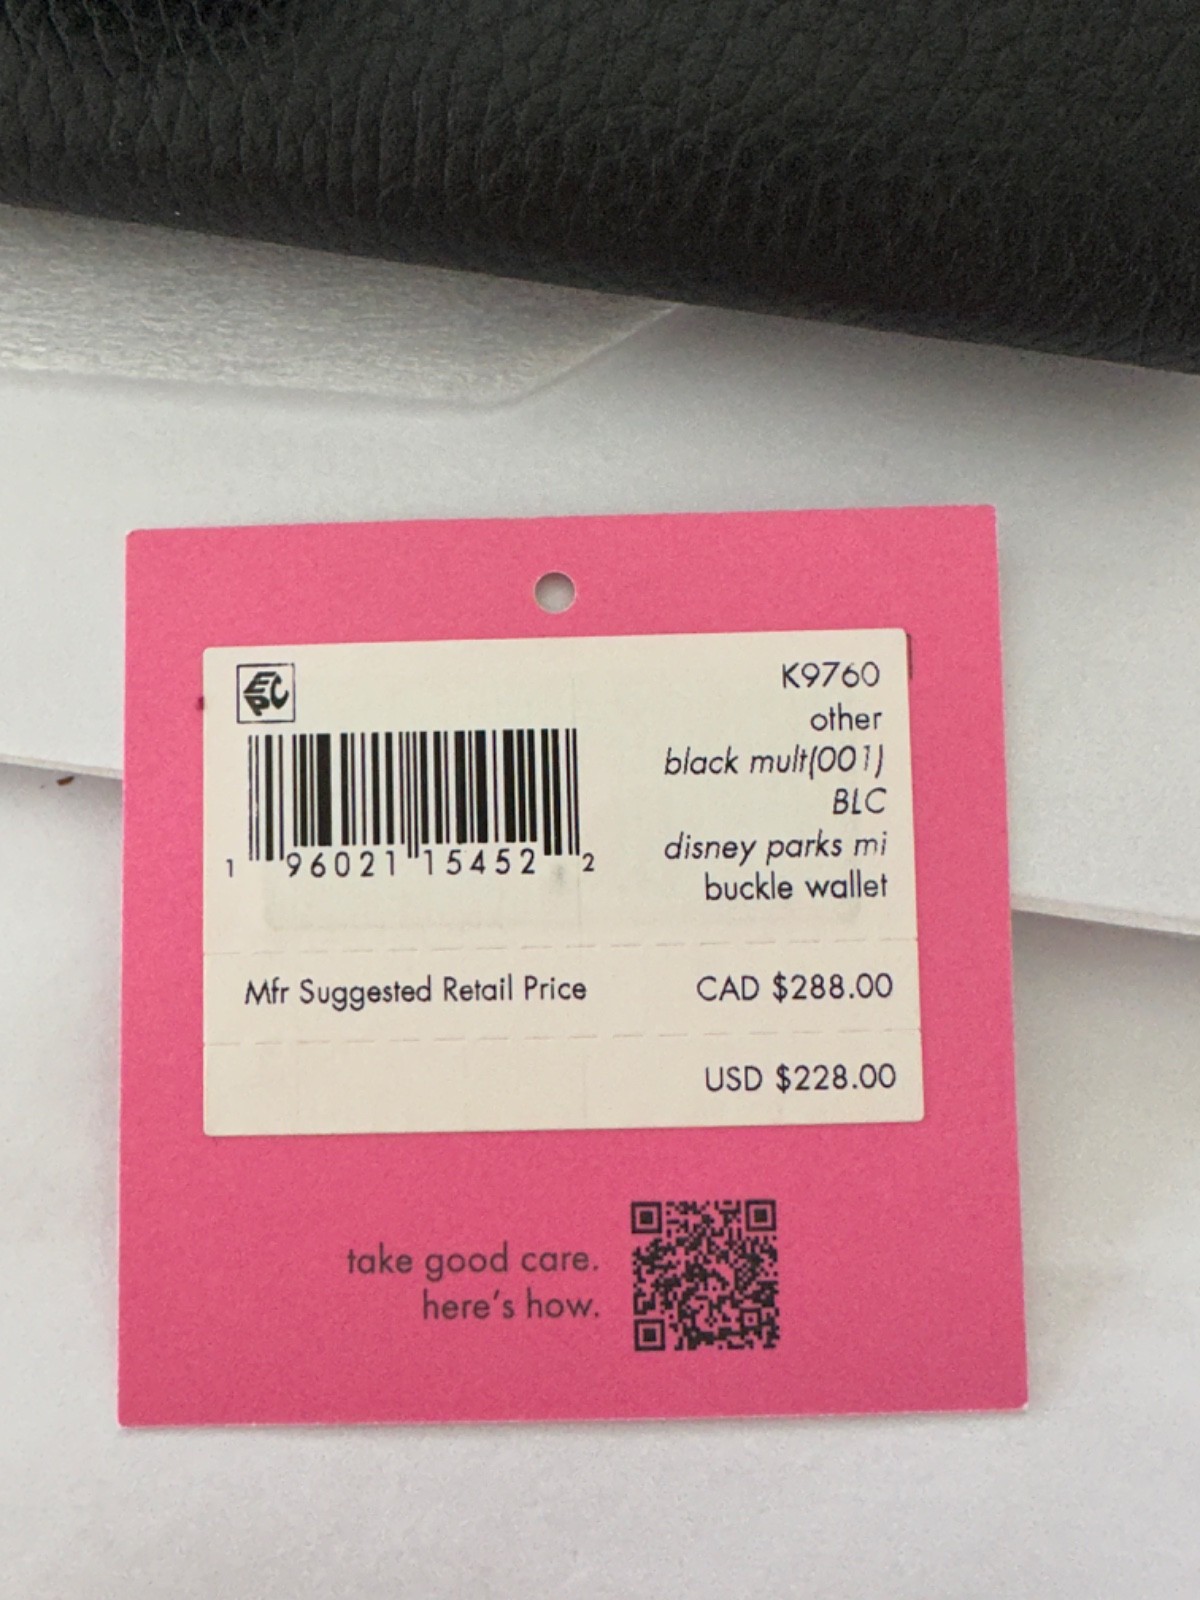 EPC
K9760
other
black mult(001)
BLC
disney parks mi
buckle wallet
1 96021 15452 2
Mfr Suggested Retail Price CAD $288.00
USD $228.00
take good care.
here's how.